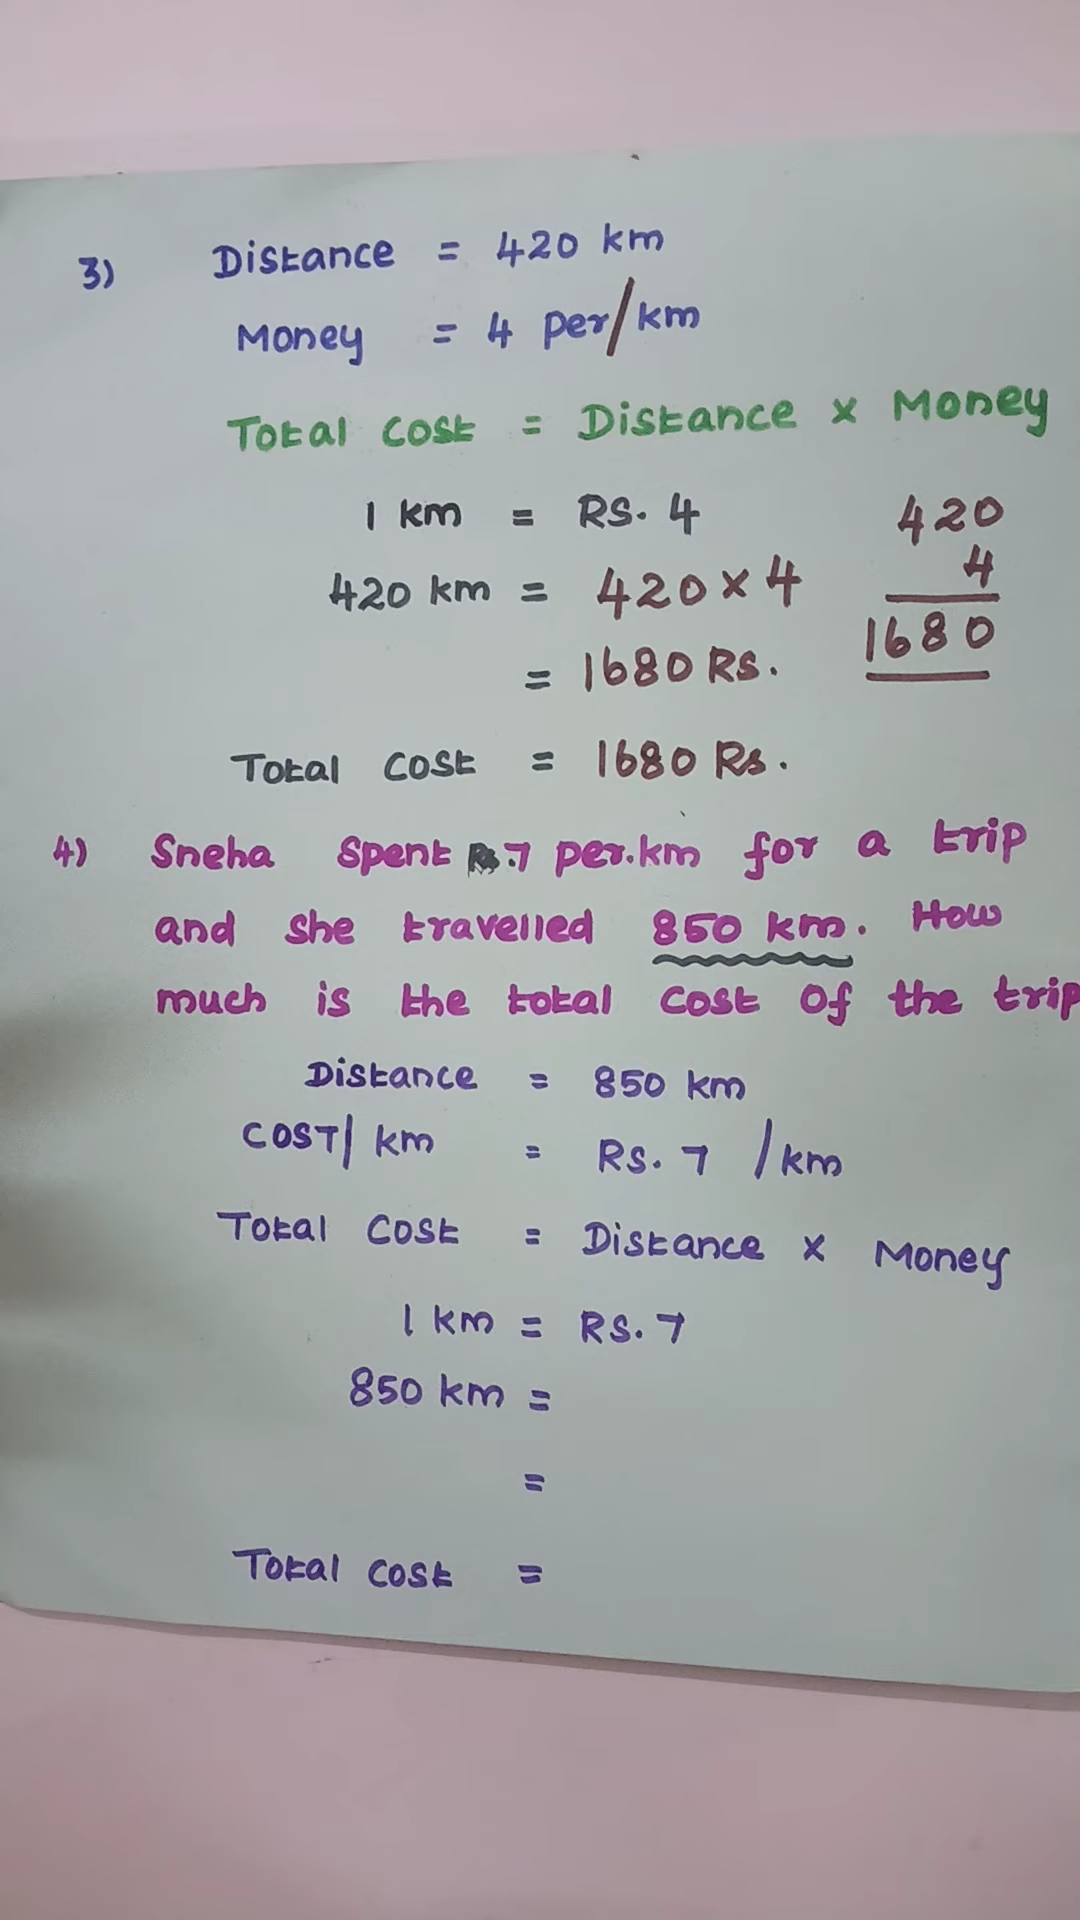 3) Distance = 420 km
Money = 4 per/km
Total cost = Distance x Money
1 km = RS. 4 420
420 km = 420 x 4 4
= 1680 Rs. 1680
Total cost = 1680 Rs.
4) Sneha spent Rs.7 per.km for a trip
and she travelled 850 km. How
much is the total cost of the trip
Distance = 850 km
COST/ km = RS. 7 /km
Total cost = Distance x Money
1 km = RS. 7
850 km =
=
Total cost =